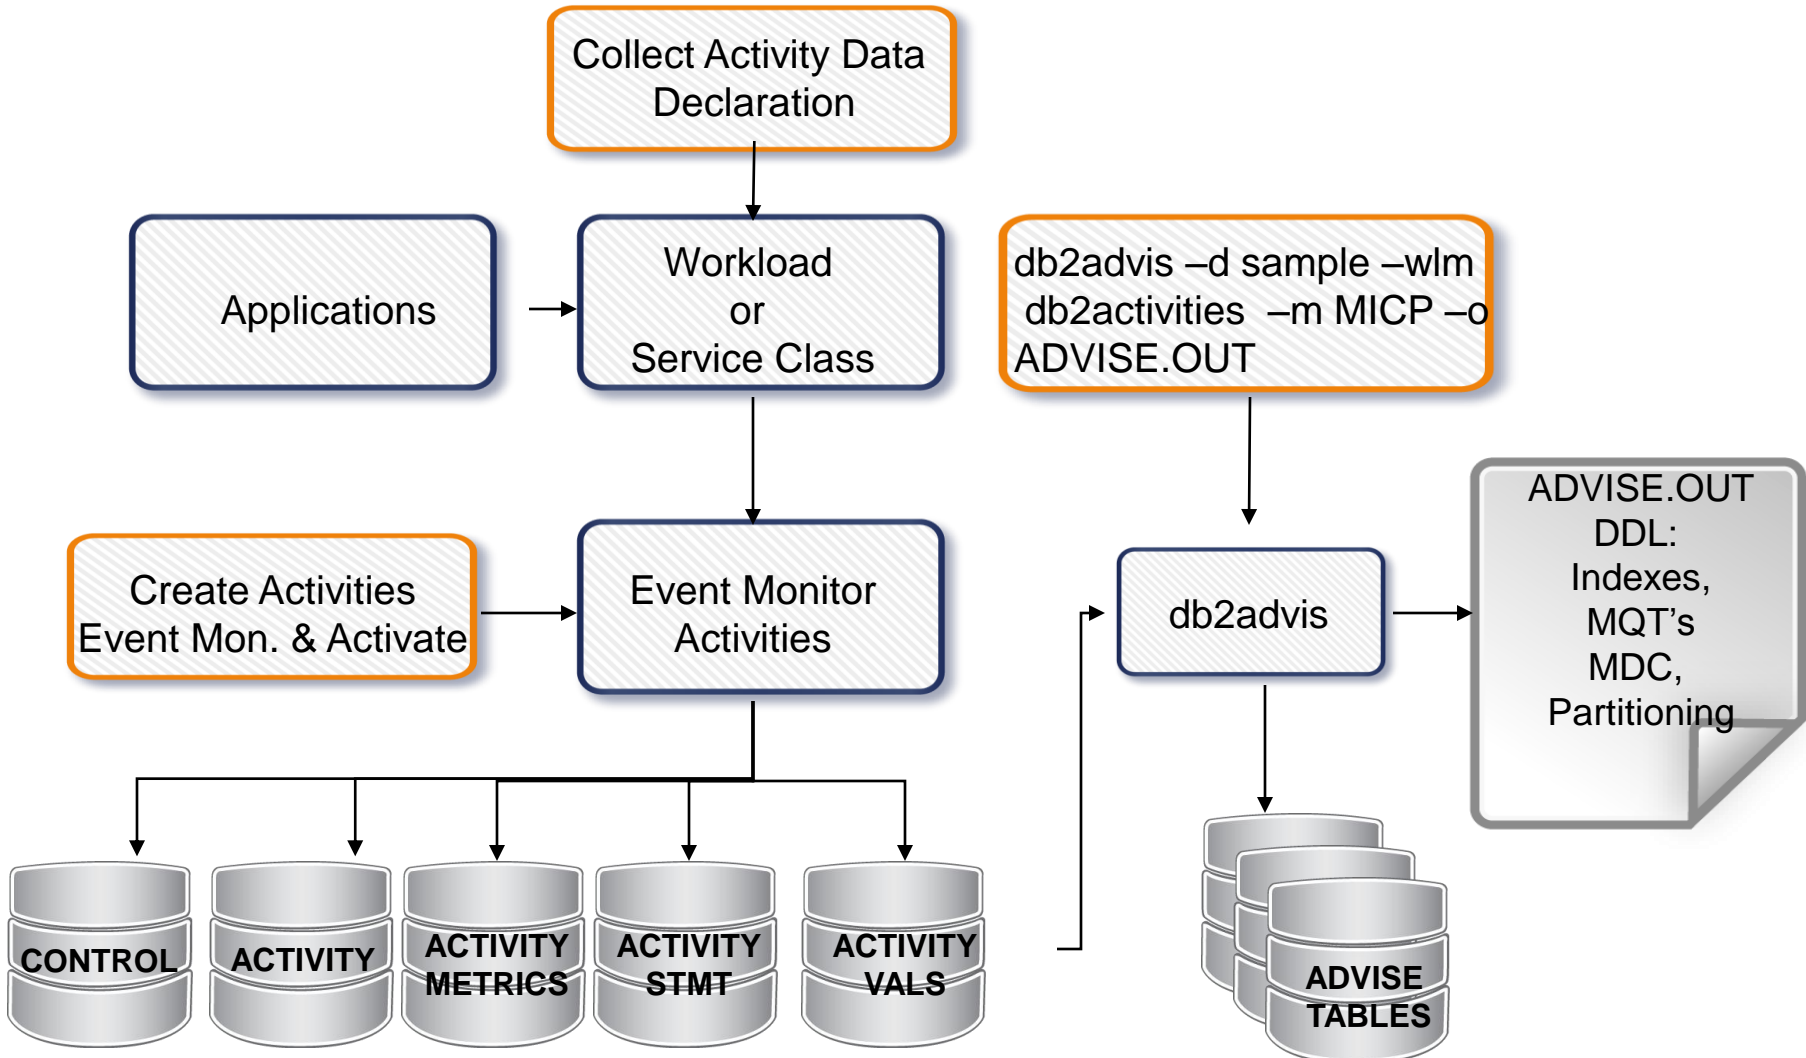 Collect Activity Data
Declaration
Applications
Workload
or
Service Class
db2advis –d sample –wlm
db2activities –m MICP –o
ADVISE.OUT
Create Activities
Event Mon. & Activate
Event Monitor
Activities
db2advis
ADVISE.OUT
DDL:
Indexes,
MQT’s
MDC,
Partitioning
CONTROL
ACTIVITY
ACTIVITY
METRICS
ACTIVITY
STMT
ACTIVITY
VALS
ADVISE
TABLES